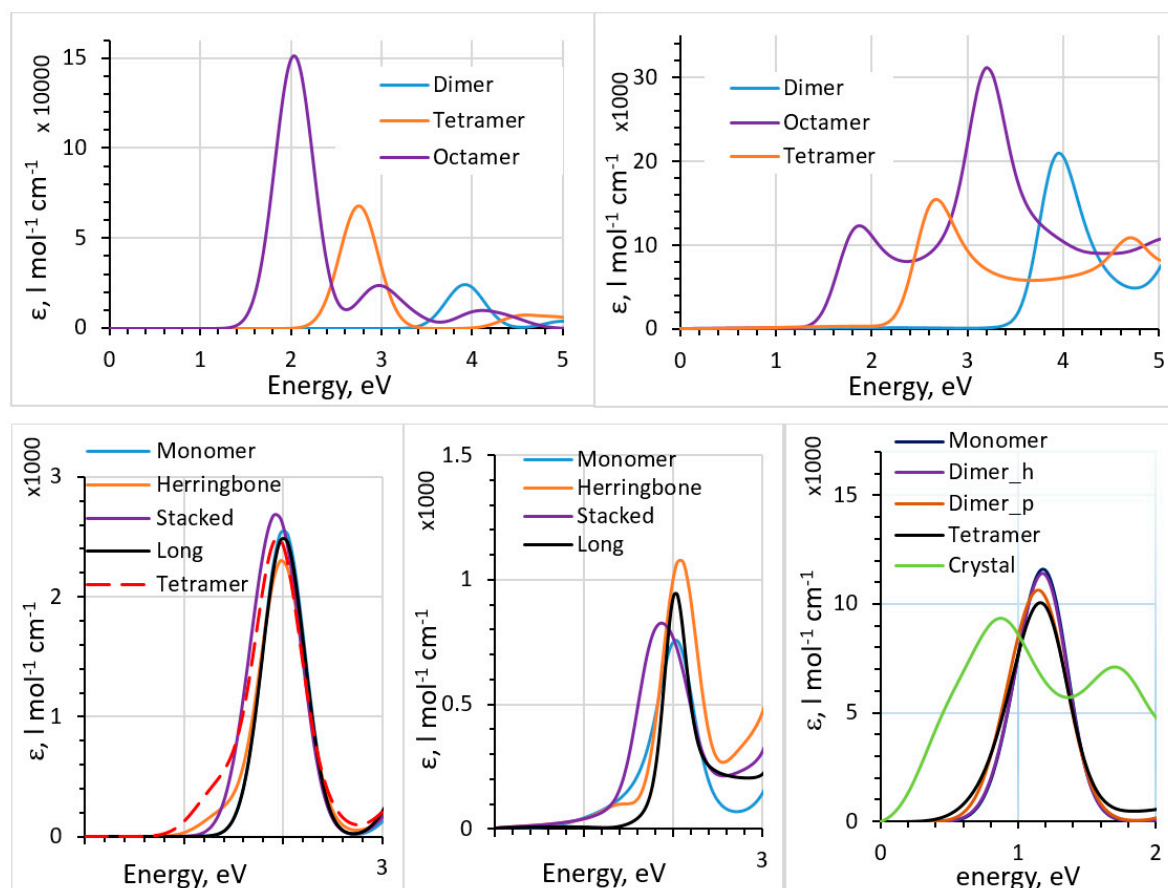 x 10000
ε, l mol-1 cm-1
15
10
5
0
Dimer
Tetramer
Octamer
0 1 2 3 4 5
Energy, eV
x1000
ε, l mol-1 cm-1
30
20
10
0
Dimer
Octamer
Tetramer
0 1 2 3 4 5
Energy, eV
x1000
ε, l mol-1 cm-1
3
2
1
0
Monomer
Herringbone
Stacked
Long
Tetramer
3
Energy, eV
x1000
ε, l mol-1 cm-1
1.5
1
0.5
0
Monomer
Herringbone
Stacked
Long
3
Energy, eV
x1000
ε, l mol-1 cm-1
15
10
5
0
Monomer
Dimer_h
Dimer_p
Tetramer
Crystal
0 1 2
energy, eV